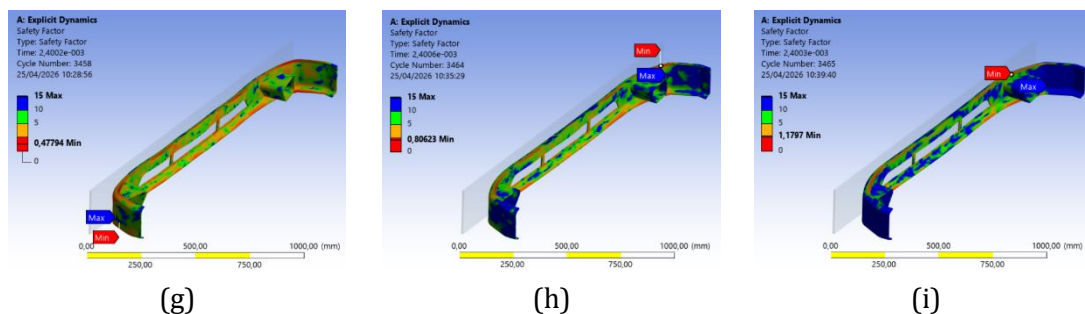 A: Explicit Dynamics
Safety Factor
Type: Safety Factor
Time: 2,4002e-003
Cycle Number: 3458
25/04/2026 10:28:56
15 Max
10
5
0,47794 Min
0
Max
Min
0,00 500,00 1000,00 (mm)
250,00 750,00
(g)
A: Explicit Dynamics
Safety Factor
Type: Safety Factor
Time: 2,4006e-003
Cycle Number: 3464
25/04/2026 10:35:29
15 Max
10
5
0,80623 Min
0
Min
Max
0,00 500,00 1000,00 (mm)
250,00 750,00
(h)
A: Explicit Dynamics
Safety Factor
Type: Safety Factor
Time: 2,4003e-003
Cycle Number: 3465
25/04/2026 10:39:40
15 Max
10
5
1,1797 Min
0
Min
Max
0,00 500,00 1000,00 (mm)
250,00 750,00
(i)